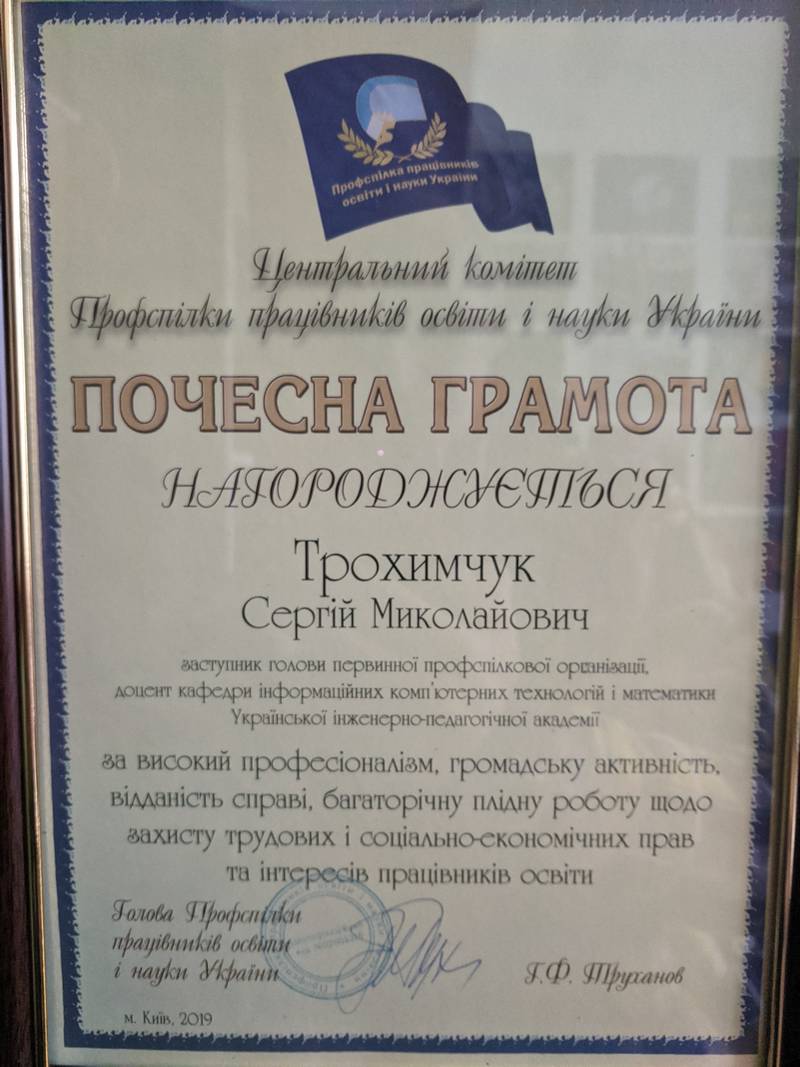 Профспілка працівників
освіти і науки України
Центральний комітет
Профспілки працівників освіти і науки України
ПОЧЕСНА ГРАМОТА
НАГОРОДЖУЄТЬСЯ
Трохимчук
Сергій Миколайович
заступник голови первинної профспілкової організації,
доцент кафедри інформаційних комп'ютерних технологій і математики
Української інженерно-педагогічної академії
за високий професіоналізм, громадську активність,
відданість справі, багаторічну плідну роботу щодо
захисту трудових і соціально-економічних прав
та інтересів працівників освіти
Голова Профспілки
працівників освіти
і науки України
Г.Ф. Труханов
м. Київ, 2019